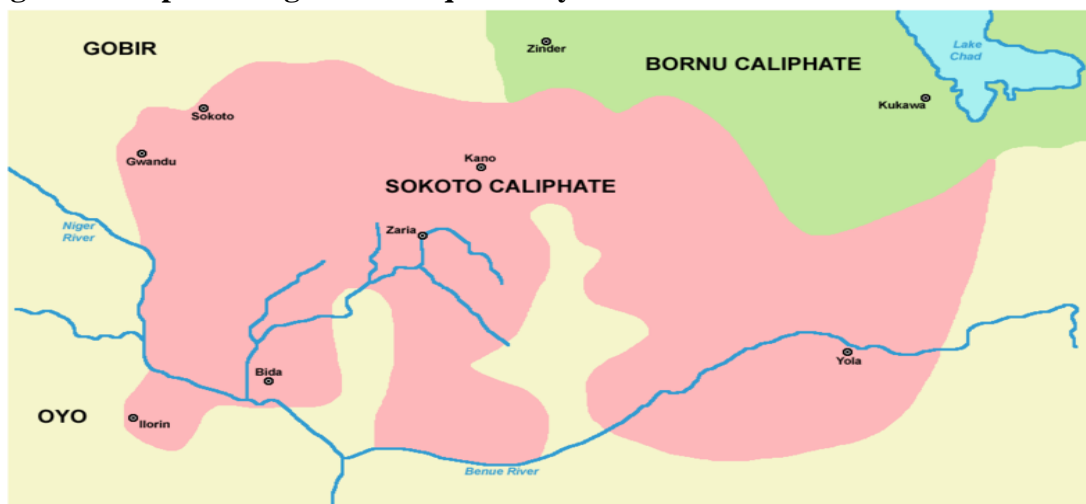 GOBIR
Zinder
BORNU CALIPHATE
Lake
Chad
Kukawa
Sokoto
Gwandu
Kano
SOKOTO CALIPHATE
Niger
River
Zaria
Yola
Bida
OYO
Ilorin
Benue River